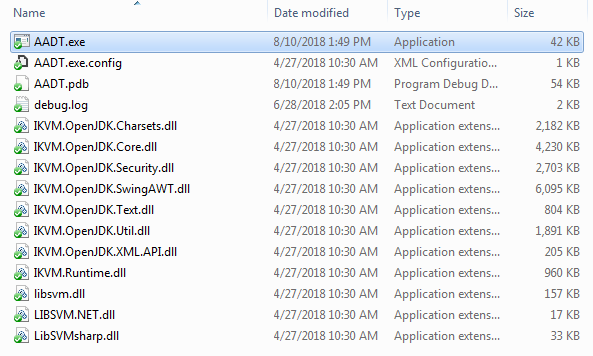 Name Date modified Type Size
AADT.exe 8/10/2018 1:49 PM Application 42 KB
AADT.exe.config 4/27/2018 10:30 AM XML Configuratio... 1 KB
AADT.pdb 8/10/2018 1:49 PM Program Debug D... 54 KB
debug.log 6/28/2018 2:05 PM Text Document 2 KB
IKVM.OpenJDK.Charsets.dll 4/27/2018 10:30 AM Application extens... 2,182 KB
IKVM.OpenJDK.Core.dll 4/27/2018 10:30 AM Application extens... 4,230 KB
IKVM.OpenJDK.Security.dll 4/27/2018 10:30 AM Application extens... 2,703 KB
IKVM.OpenJDK.SwingAWT.dll 4/27/2018 10:30 AM Application extens... 6,095 KB
IKVM.OpenJDK.Text.dll 4/27/2018 10:30 AM Application extens... 804 KB
IKVM.OpenJDK.Util.dll 4/27/2018 10:30 AM Application extens... 1,891 KB
IKVM.OpenJDK.XML.API.dll 4/27/2018 10:30 AM Application extens... 205 KB
IKVM.Runtime.dll 4/27/2018 10:30 AM Application extens... 960 KB
libsvm.dll 4/27/2018 10:30 AM Application extens... 157 KB
LIBSVM.NET.dll 4/27/2018 10:30 AM Application extens... 17 KB
LibSVMsharp.dll 4/27/2018 10:30 AM Application extens... 33 KB